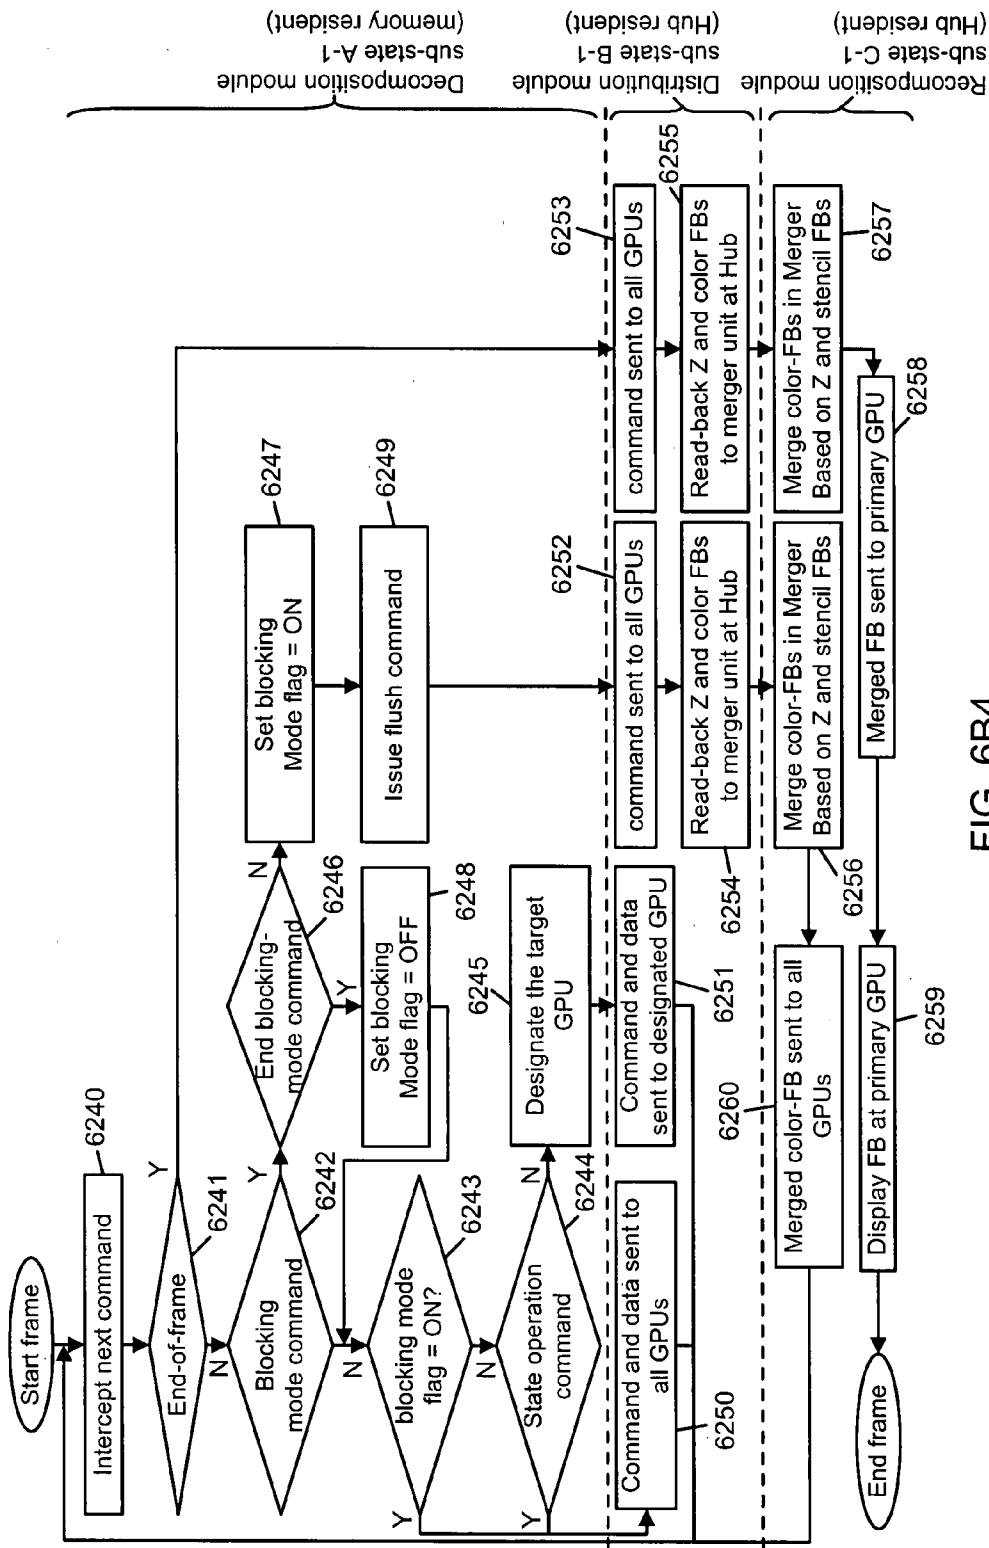 Start frame
Intercept next command
6240
End-of-frame
Y
6241
N
Blocking
mode command
Y
6242
N
End blocking-
mode command
N
6246
Y
Set blocking
Mode flag = ON
6247
Issue flush command
6249
Set blocking
Mode flag = OFF
6248
blocking mode
flag = ON?
6243
N
Y
State operation
command
N
6244
Y
Designate the target
GPU
6245
Command and data sent to
all GPUs
6250
Command and data
sent to designated GPU
6251
command sent to all GPUs
6252
command sent to all GPUs
6253
Read-back Z and color FBs
to merger unit at Hub
6254
Read-back Z and color FBs
to merger unit at Hub
6255
Merge color-FBs in Merger
Based on Z and stencil FBs
6256
Merge color-FBs in Merger
Based on Z and stencil FBs
6257
Merged color-FB sent to all
GPUs
6260
Merged FB sent to primary GPU
6258
Display FB at primary GPU
6259
End frame
Decomposition module
sub-state A-1
(memory resident)
Distribution module
sub-state B-1
(Hub resident)
Recomposition module
sub-state C-1
(Hub resident)
FIG. 6B4